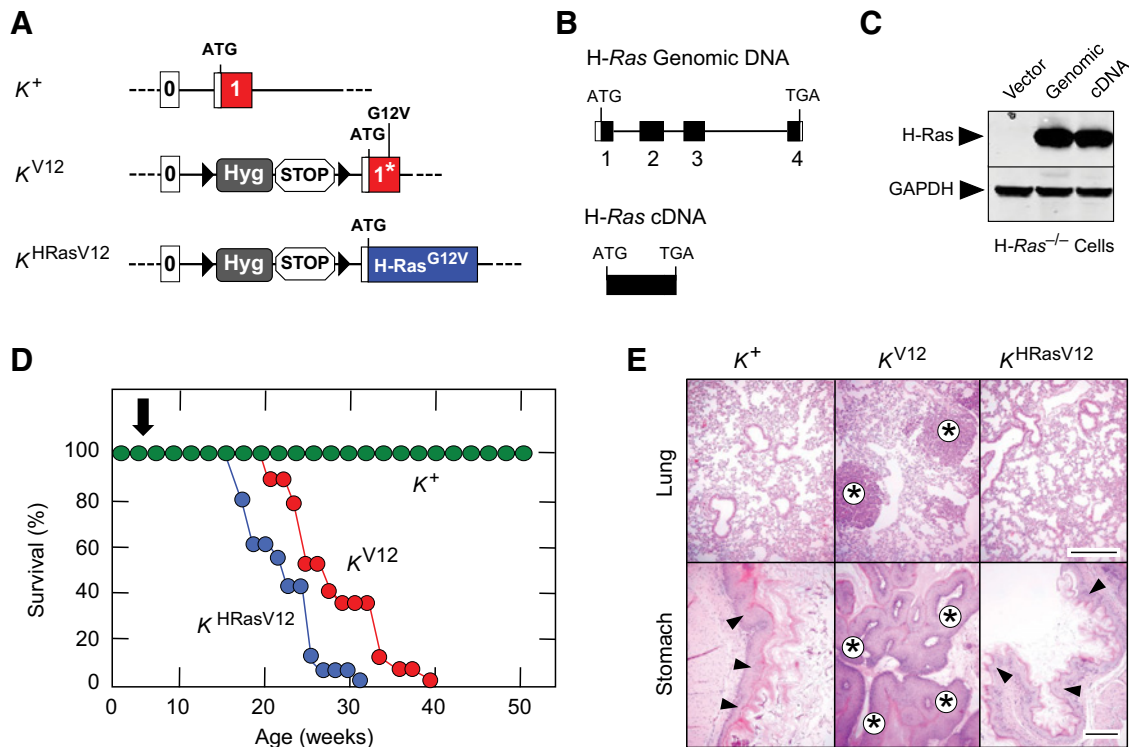 A
ATG
K+
0
1
G12V
ATG
KV12
0
Hyg
STOP
1*
ATG
KHRasV12
0
Hyg
STOP
H-RasG12V
B
H-Ras Genomic DNA
ATG
TGA
1 2 3 4
H-Ras cDNA
ATG
TGA
C
Vector
Genomic
cDNA
H-Ras
GAPDH
H-Ras–/– Cells
D
100
80
60
40
20
0
Survival (%)
K+
KV12
K HRasV12
0 10 20 30 40 50
Age (weeks)
E
K+
KV12
KHRasV12
Lung
* *
Stomach
* * * *